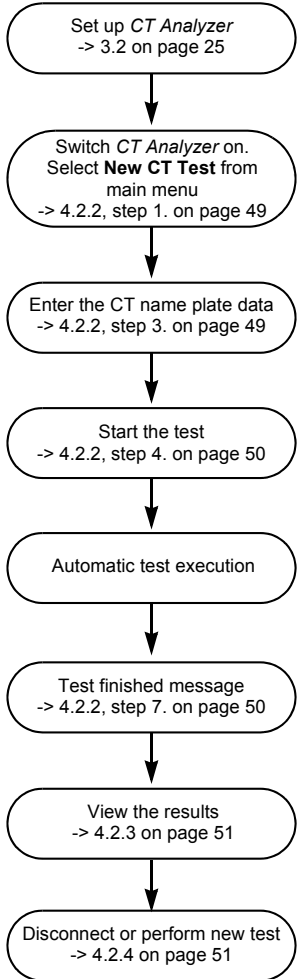 Set up CT Analyzer
-> 3.2 on page 25
Switch CT Analyzer on.
Select New CT Test from
main menu
-> 4.2.2, step 1. on page 49
Enter the CT name plate data
-> 4.2.2, step 3. on page 49
Start the test
-> 4.2.2, step 4. on page 50
Automatic test execution
Test finished message
-> 4.2.2, step 7. on page 50
View the results
-> 4.2.3 on page 51
Disconnect or perform new test
-> 4.2.4 on page 51